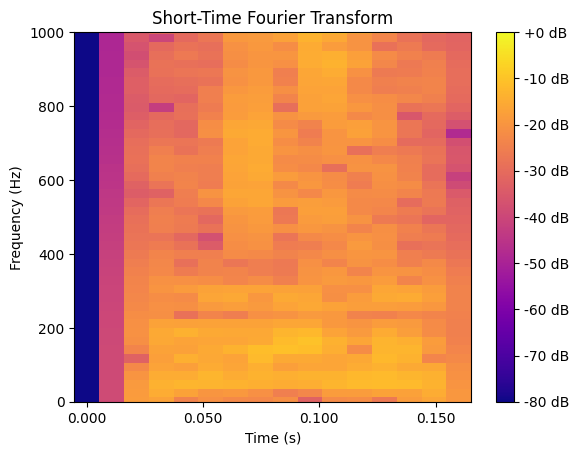 Short-Time Fourier Transform
1000
800
600
400
200
0
Frequency (Hz)
0.000
0.050
0.100
0.150
Time (s)
+0 dB
-10 dB
-20 dB
-30 dB
-40 dB
-50 dB
-60 dB
-70 dB
-80 dB